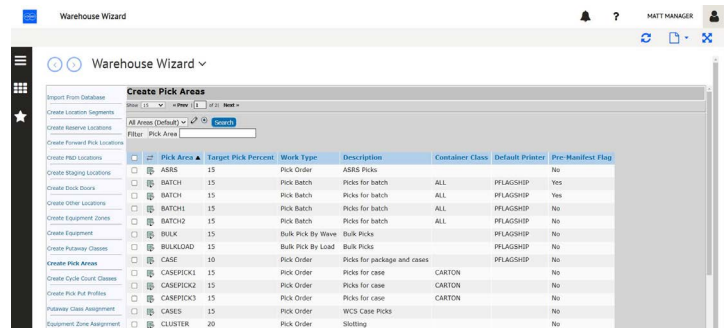 Warehouse Wizard
?
MATT MANAGER
Warehouse Wizard
Import From Database
Create Location Segments
Create Reserve Locations
Create Forward Pick Locations
Create P&D Locations
Create Staging Locations
Create Dock Doors
Create Other Locations
Create Equipment Zones
Create Equipment
Create Putaway Classes
Create Pick Areas
Create Cycle Count Classes
Create Pick Put Profiles
Putaway Class Assignment
Equipment Zone Assignment
Create Pick Areas
Show 15 « Prev 1 of 2 Next »
All Areas (Default) Search
Filter Pick Area
Pick Area ▲ Target Pick Percent Work Type Description Container Class Default Printer Pre-Manifest Flag
ASRS 15 Pick Order ASRS Picks No
BATCH 15 Pick Batch Picks for batch ALL PFLAGSHIP Yes
BATCH 15 Pick Batch Picks for batch ALL PFLAGSHIP Yes
BATCH1 15 Pick Batch Picks for batch ALL PFLAGSHIP No
BATCH2 15 Pick Batch Picks for batch ALL PFLAGSHIP No
BULK 15 Bulk Pick By Wave Bulk Picks PFLAGSHIP No
BULKLOAD 15 Bulk Pick By Load Bulk Picks PFLAGSHIP No
CASE 10 Pick Order Picks for package and cases PFLAGSHIP No
CASEPICK1 15 Pick Order Picks for case CARTON No
CASEPICK2 15 Pick Order Picks for case CARTON No
CASEPICK3 15 Pick Order Picks for case CARTON No
CASES 15 Pick Order WCS Case Picks No
CLUSTER 20 Pick Order Slotting No